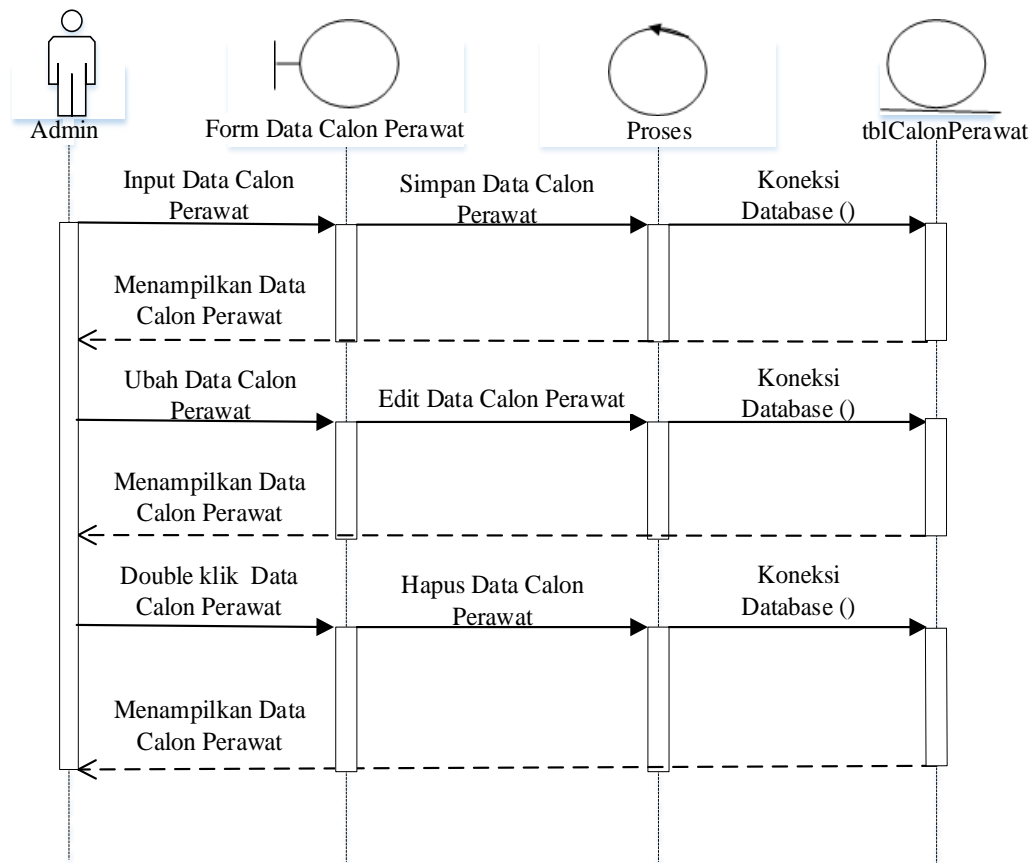 Admin
Form Data Calon Perawat
Proses
tblCalonPerawat
Input Data Calon
Perawat
Simpan Data Calon
Perawat
Koneksi
Database ()
Menampilkan Data
Calon Perawat
Ubah Data Calon
Perawat
Edit Data Calon Perawat
Koneksi
Database ()
Menampilkan Data
Calon Perawat
Double klik Data
Calon Perawat
Hapus Data Calon
Perawat
Koneksi
Database ()
Menampilkan Data
Calon Perawat